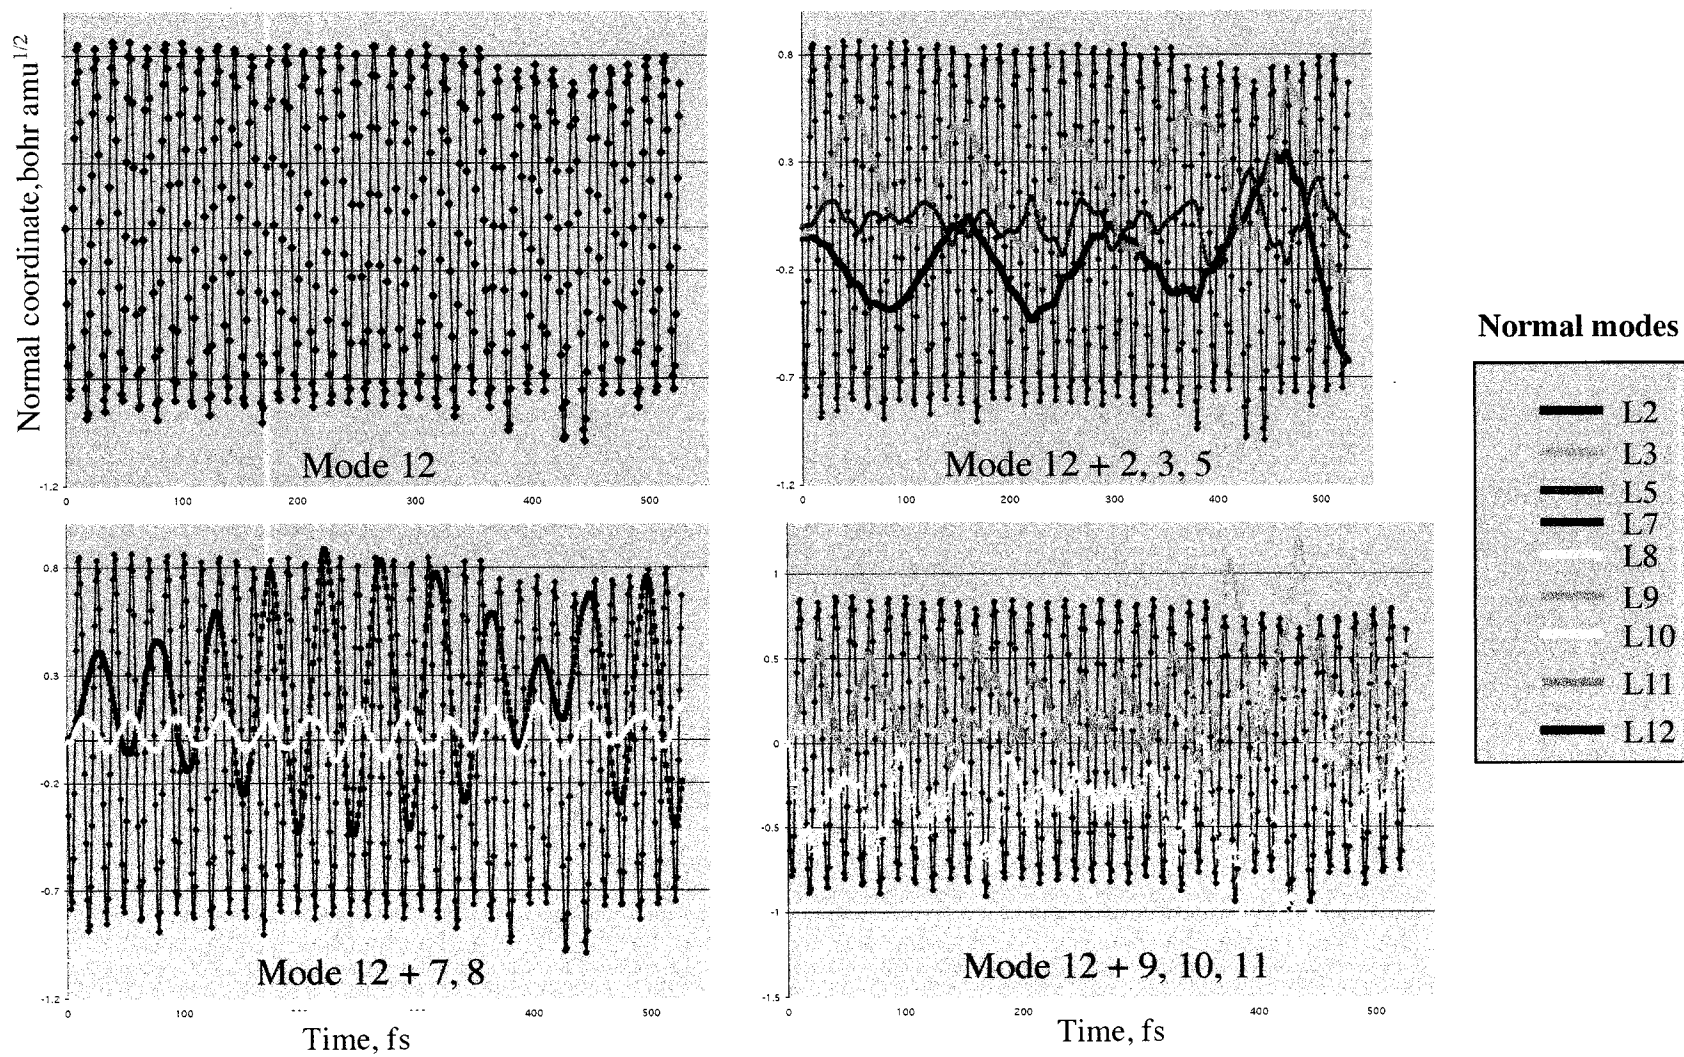 Normal coordinate,bohr amu1/2
-1.2
0 100 200 300 400 500
Mode 12
0.8
0.3
-0.2
-0.7
-1.2
0 100 200 300 400 500
Mode 12 + 2, 3, 5
0.8
0.3
-0.2
-0.7
-1.2
0 100 400 500
Mode 12 + 7, 8
Time, fs
1
0.5
0
-0.5
-1
-1.5
0 100 200 300 400 500
Mode 12 + 9, 10, 11
Time, fs
Normal modes
L2
L3
L5
L7
L8
L9
L10
L11
L12